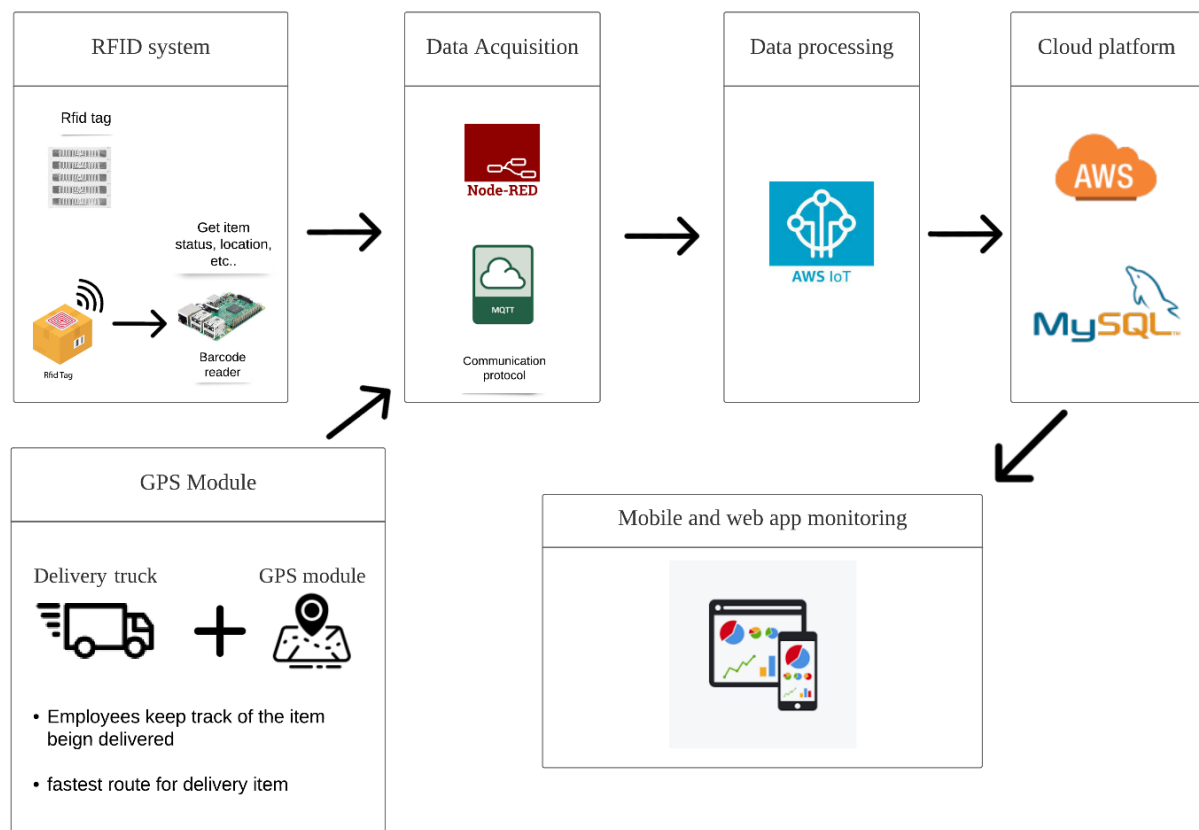 RFID system
Rfid tag
Get item
status, location,
etc..
Rfid Tag
Barcode
reader
Data Acquisition
Node-RED
MQTT
Communication
protocol
Data processing
AWS IoT
Cloud platform
AWS
MySQL™
GPS Module
Delivery truck
GPS module
• Employees keep track of the item
beign delivered
• fastest route for delivery item
Mobile and web app monitoring